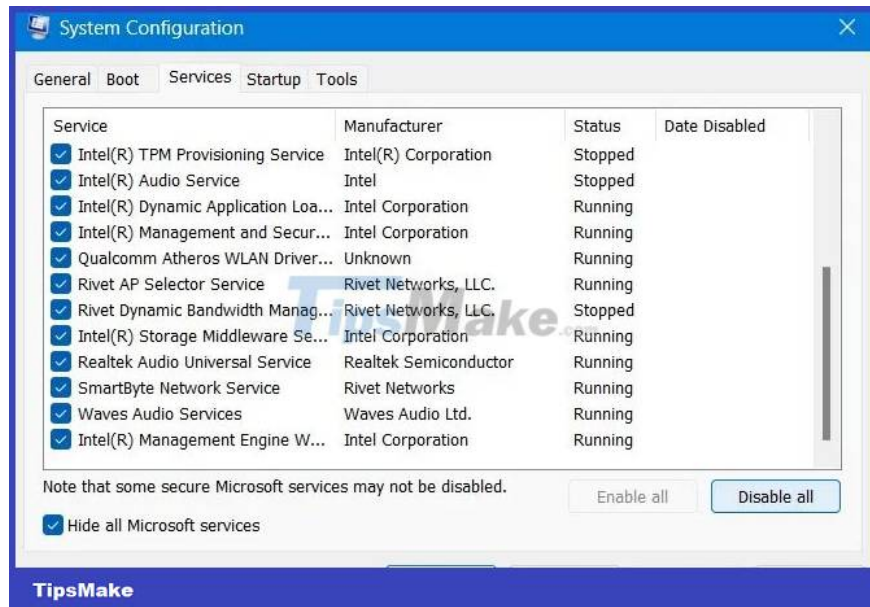 System Configuration
General Boot Services Startup Tools
Service Manufacturer Status Date Disabled
Intel(R) TPM Provisioning Service Intel(R) Corporation Stopped
Intel(R) Audio Service Intel Stopped
Intel(R) Dynamic Application Loa... Intel Corporation Running
Intel(R) Management and Secur... Intel Corporation Running
Qualcomm Atheros WLAN Driver... Unknown Running
Rivet AP Selector Service Rivet Networks, LLC. Running
Rivet Dynamic Bandwidth Manag... Rivet Networks, LLC. Stopped
TipsMake.com
Intel(R) Storage Middleware Se... Intel Corporation Running
Realtek Audio Universal Service Realtek Semiconductor Running
SmartByte Network Service Rivet Networks Running
Waves Audio Services Waves Audio Ltd. Running
Intel(R) Management Engine W... Intel Corporation Running
Note that some secure Microsoft services may not be disabled.
Enable all Disable all
Hide all Microsoft services
TipsMake